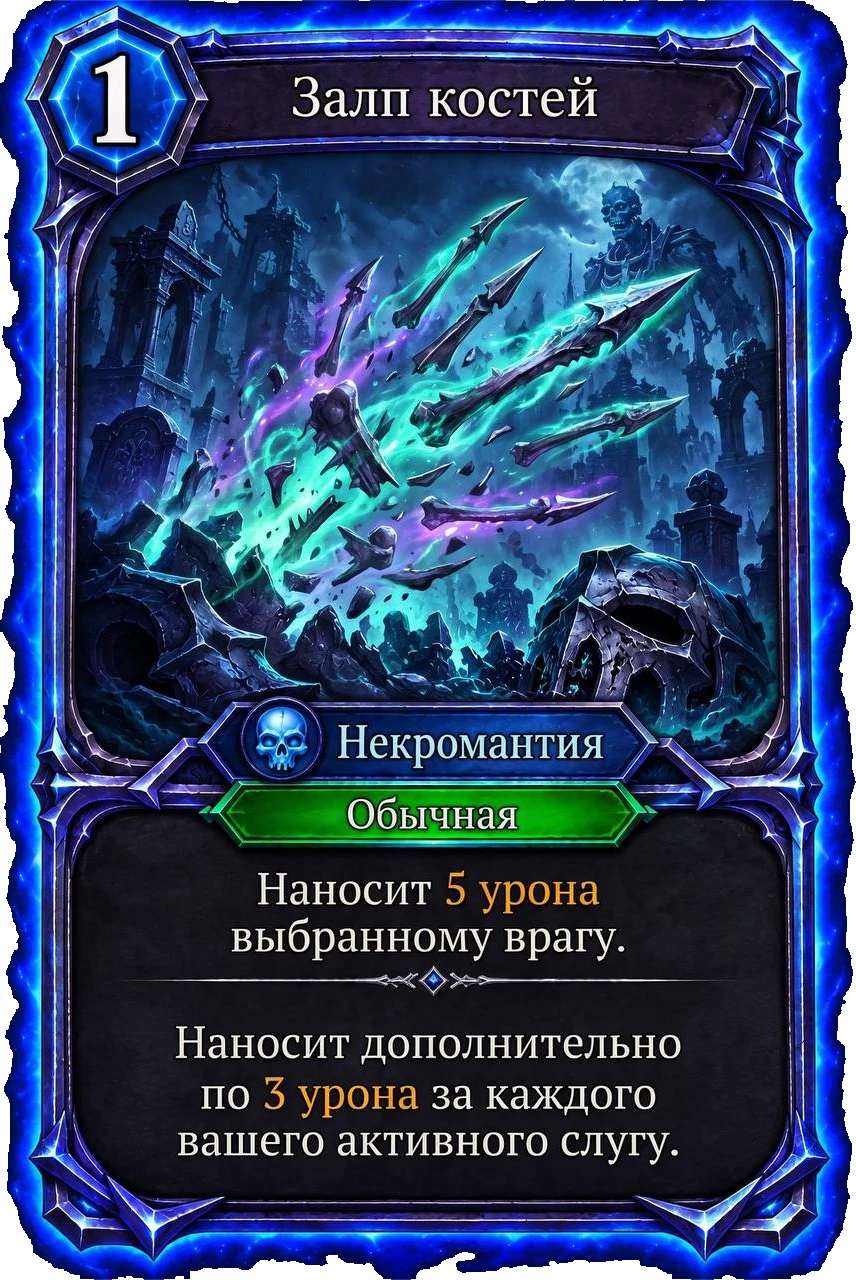 1
Залп костей
Некромантия
Обычная
Наносит 5 урона
выбранному врагу.
Наносит дополнительно
по 3 урона за каждого
вашего активного слугу.